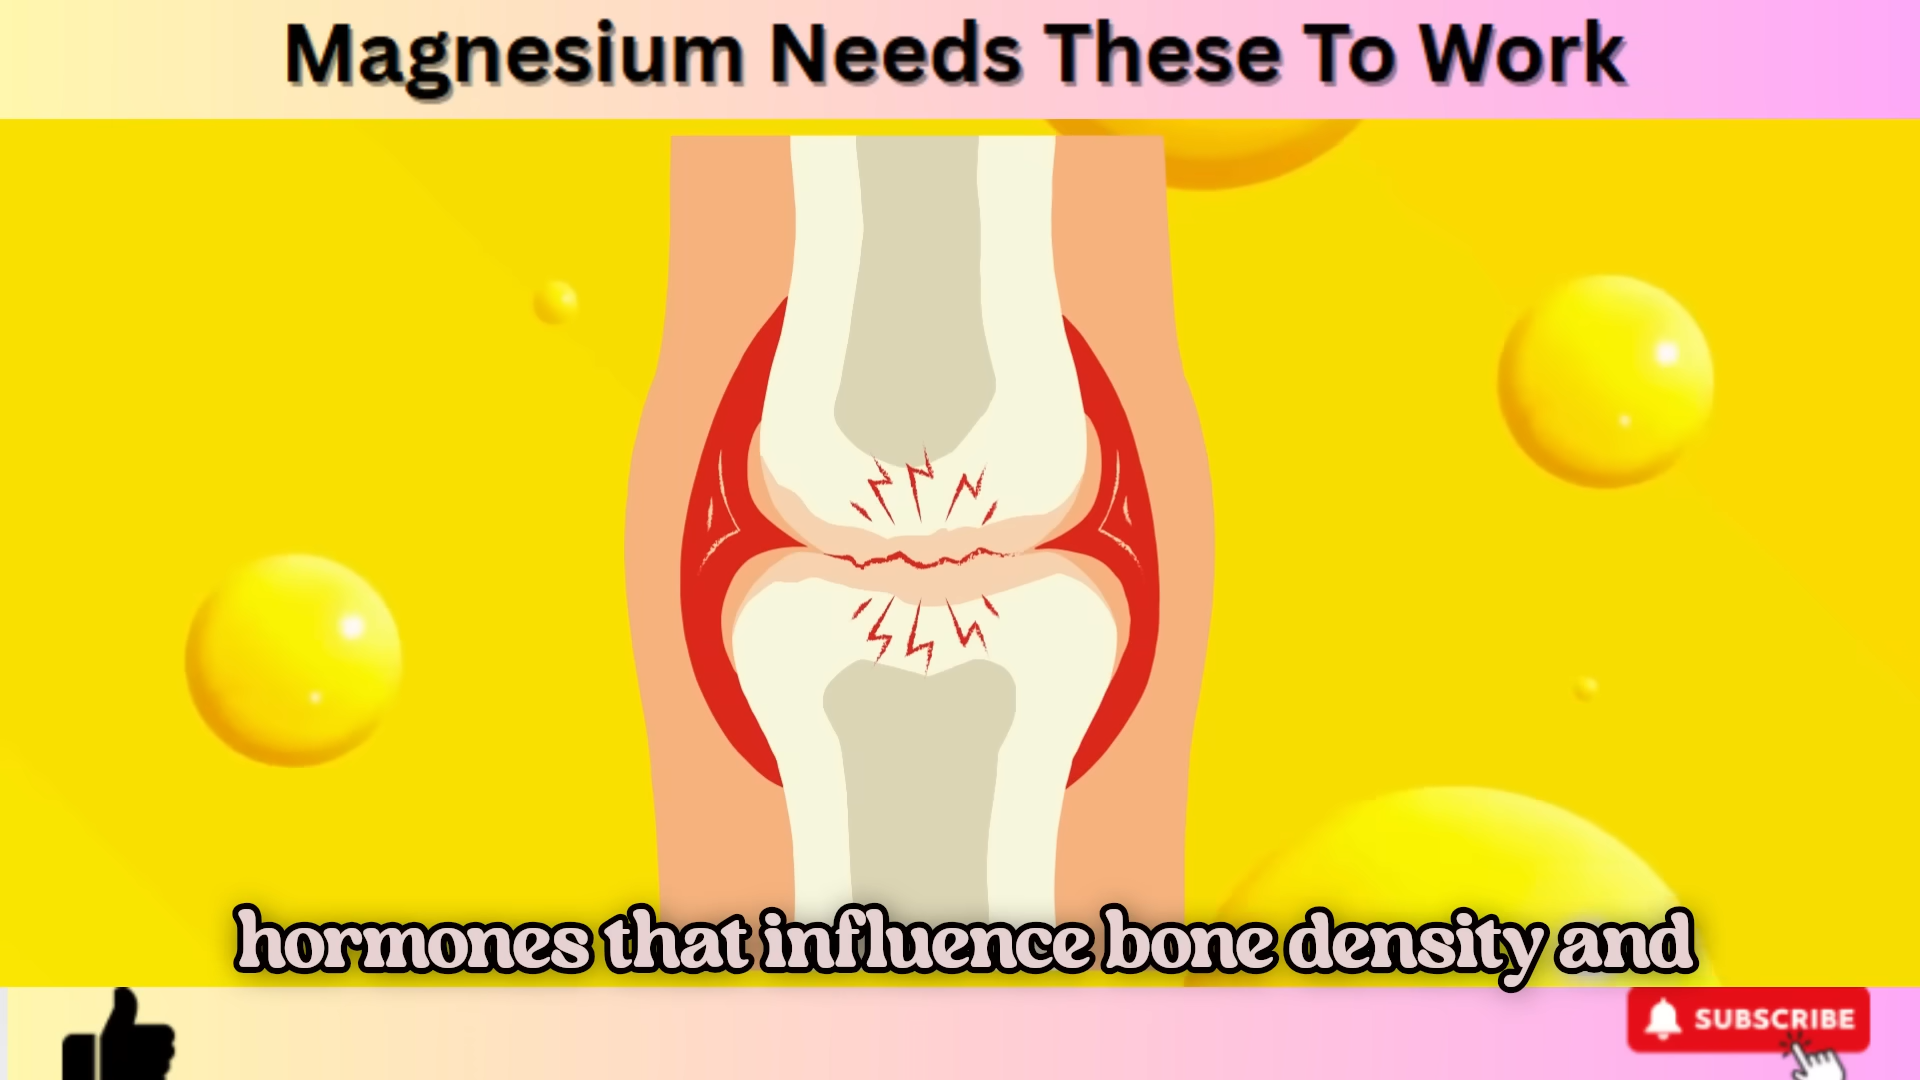 Magnesium Needs These To Work
hormones that influence bone density and
SUBSCRIBE